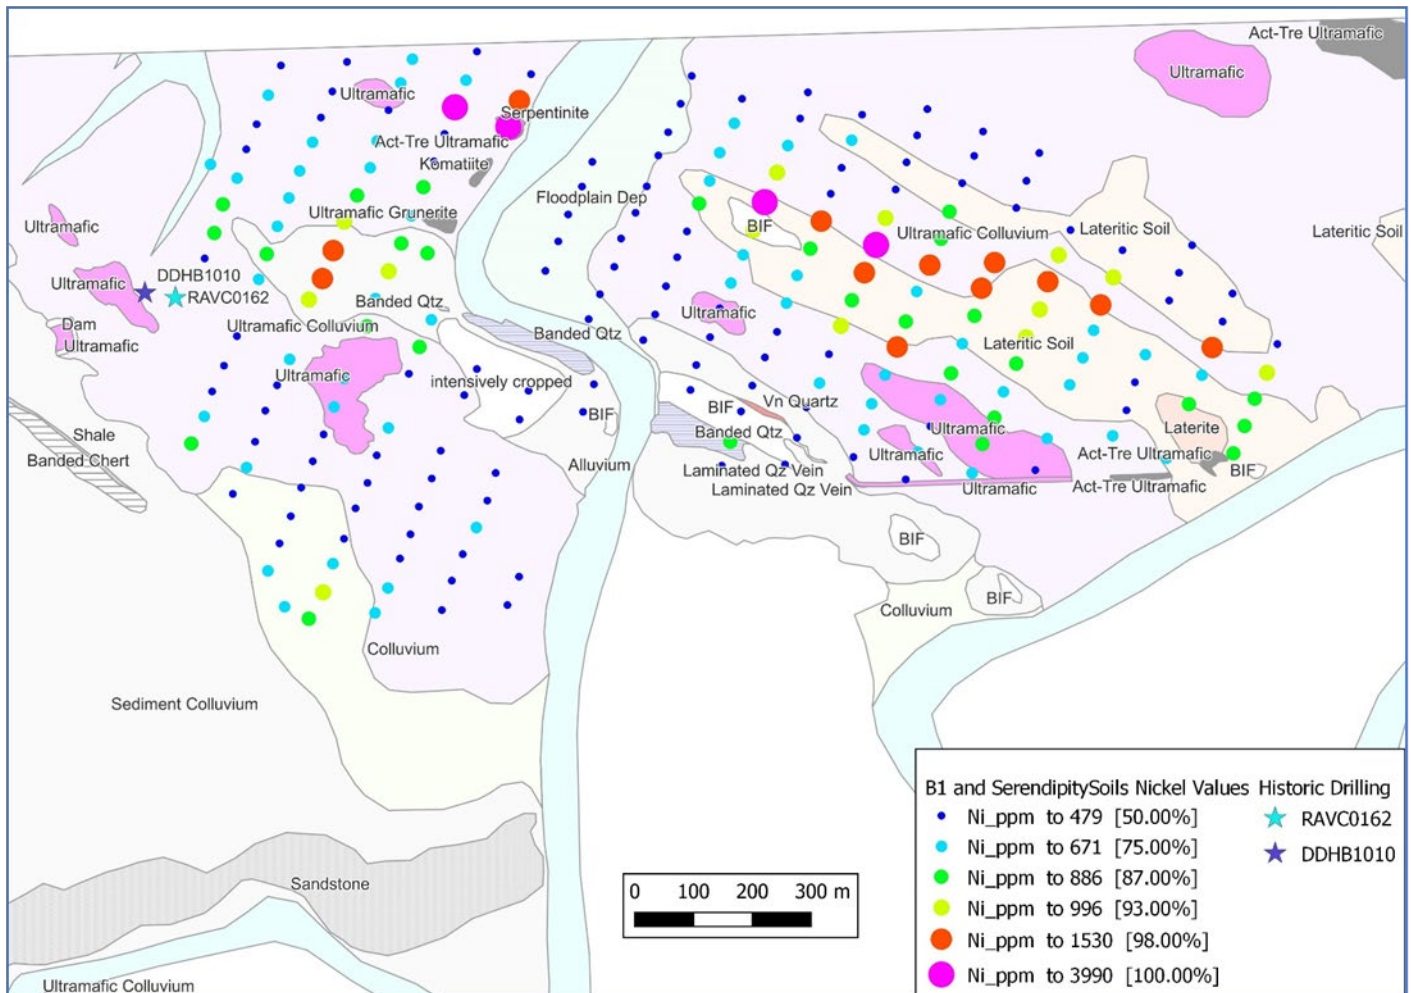 Act-Tre Ultramafic
Ultramafic
Ultramafic
Serpentinite
Act-Tre Ultramafic
Komatiite
Floodplain Dep
Ultramafic Grunerite
Ultramafic
BIF
Ultramafic Colluvium
Lateritic Soil
Lateritic Soil
DDHB1010
Ultramafic
RAVC0162
Banded Qtz
Ultramafic
Dam
Ultramafic
Ultramafic Colluvium
Banded Qtz
Lateritic Soil
Ultramafic
intensively cropped
Vn Quartz
BIF
BIF
Shale
Banded Qtz
Ultramafic
Laterite
Banded Chert
Alluvium
Ultramafic
Act-Tre Ultramafic
Laminated Qz Vein
BIF
Laminated Qz Vein
Ultramafic
Act-Tre Ultramafic
BIF
BIF
Colluvium
Colluvium
Sediment Colluvium
Sandstone
Ultramafic Colluvium
0 100 200 300 m
B1 and SerendipitySoils Nickel Values
Ni_ppm to 479 [50.00%]
Ni_ppm to 671 [75.00%]
Ni_ppm to 886 [87.00%]
Ni_ppm to 996 [93.00%]
Ni_ppm to 1530 [98.00%]
Ni_ppm to 3990 [100.00%]
Historic Drilling
RAVC0162
DDHB1010